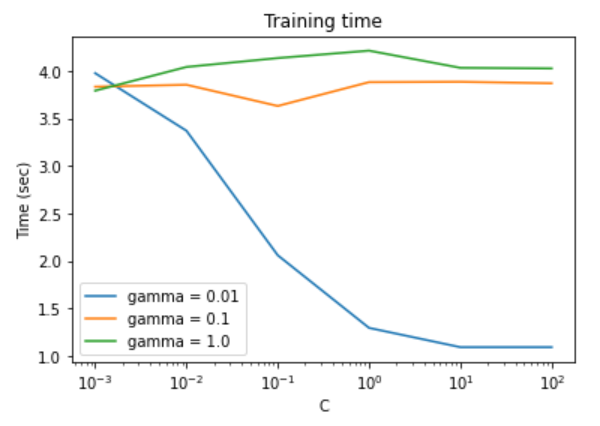 Training time
Time (sec)
4.0
3.5
3.0
2.5
2.0
1.5
1.0
gamma = 0.01
gamma = 0.1
gamma = 1.0
10⁻³ 10⁻² 10⁻¹ 10⁰ 10¹ 10²
C